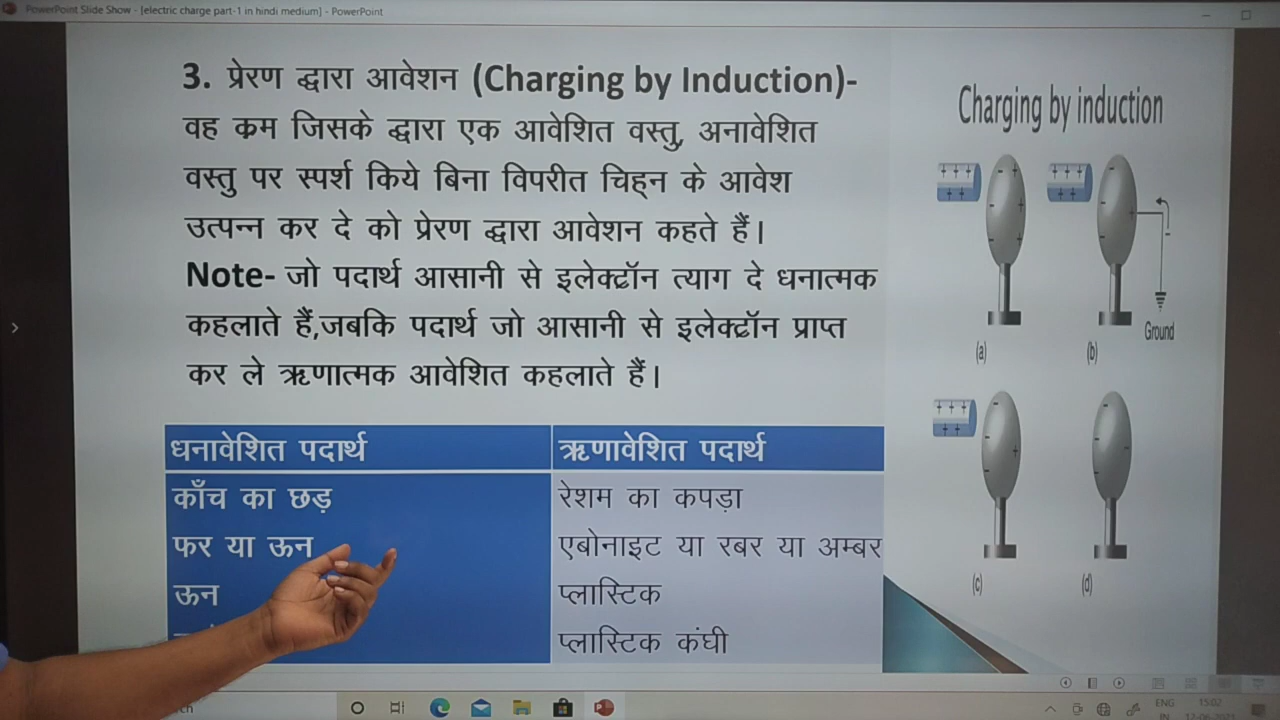 PowerPoint Slide Show - [electric charge part-1 in hindi medium] - PowerPoint
3. प्रेरण द्वारा आवेशन (Charging by Induction)-
वह क्रम जिसके द्वारा एक आवेशित वस्तु, अनावेशित
वस्तु पर स्पर्श किये बिना विपरीत चिह्न के आवेश
उत्पन्न कर दे को प्रेरण द्वारा आवेशन कहते हैं।
Note- जो पदार्थ आसानी से इलेक्ट्रॉन त्याग दे धनात्मक
कहलाते हैं,जबकि पदार्थ जो आसानी से इलेक्ट्रॉन प्राप्त
कर ले ऋणात्मक आवेशित कहलाते हैं।
धनावेशित पदार्थ ऋणावेशित पदार्थ
काँच का छड़ रेशम का कपड़ा
फर या ऊन एबोनाइट या रबर या अम्बर
ऊन प्लास्टिक
प्लास्टिक कंघी
Charging by induction
(a) (b) Ground
(c) (d)
ENG 15:02
IN